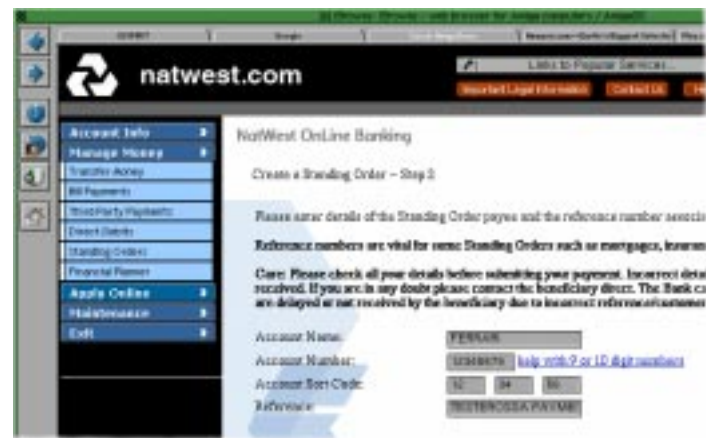 Google
Links to Popular Services...
natwest.com
Important Legal Information
Contact Us
Account Info
Manage Money
Transfer Money
Bill Payments
Third Party Payments
Direct Debits
Standing Orders
Financial Planner
Apply Online
Maintenance
Exit
NatWest OnLine Banking
Create a Standing Order - Step 2
Please enter details of the Standing Order payee and the reference number
Reference numbers are vital for some Standing Orders such as mortgages,
Care: Please check all your details before submitting your payment. Incorrect
received. If you are in any doubt please contact the beneficiary direct. The Bank
are delayed or not received by the beneficiary due to incorrect reference/customer
Account Name: FERRARI
Account Number: 12345678 help with 9 or 10 digit numbers
Account Sort Code: 12 34 56
Reference: TESTEROSSA PAYME